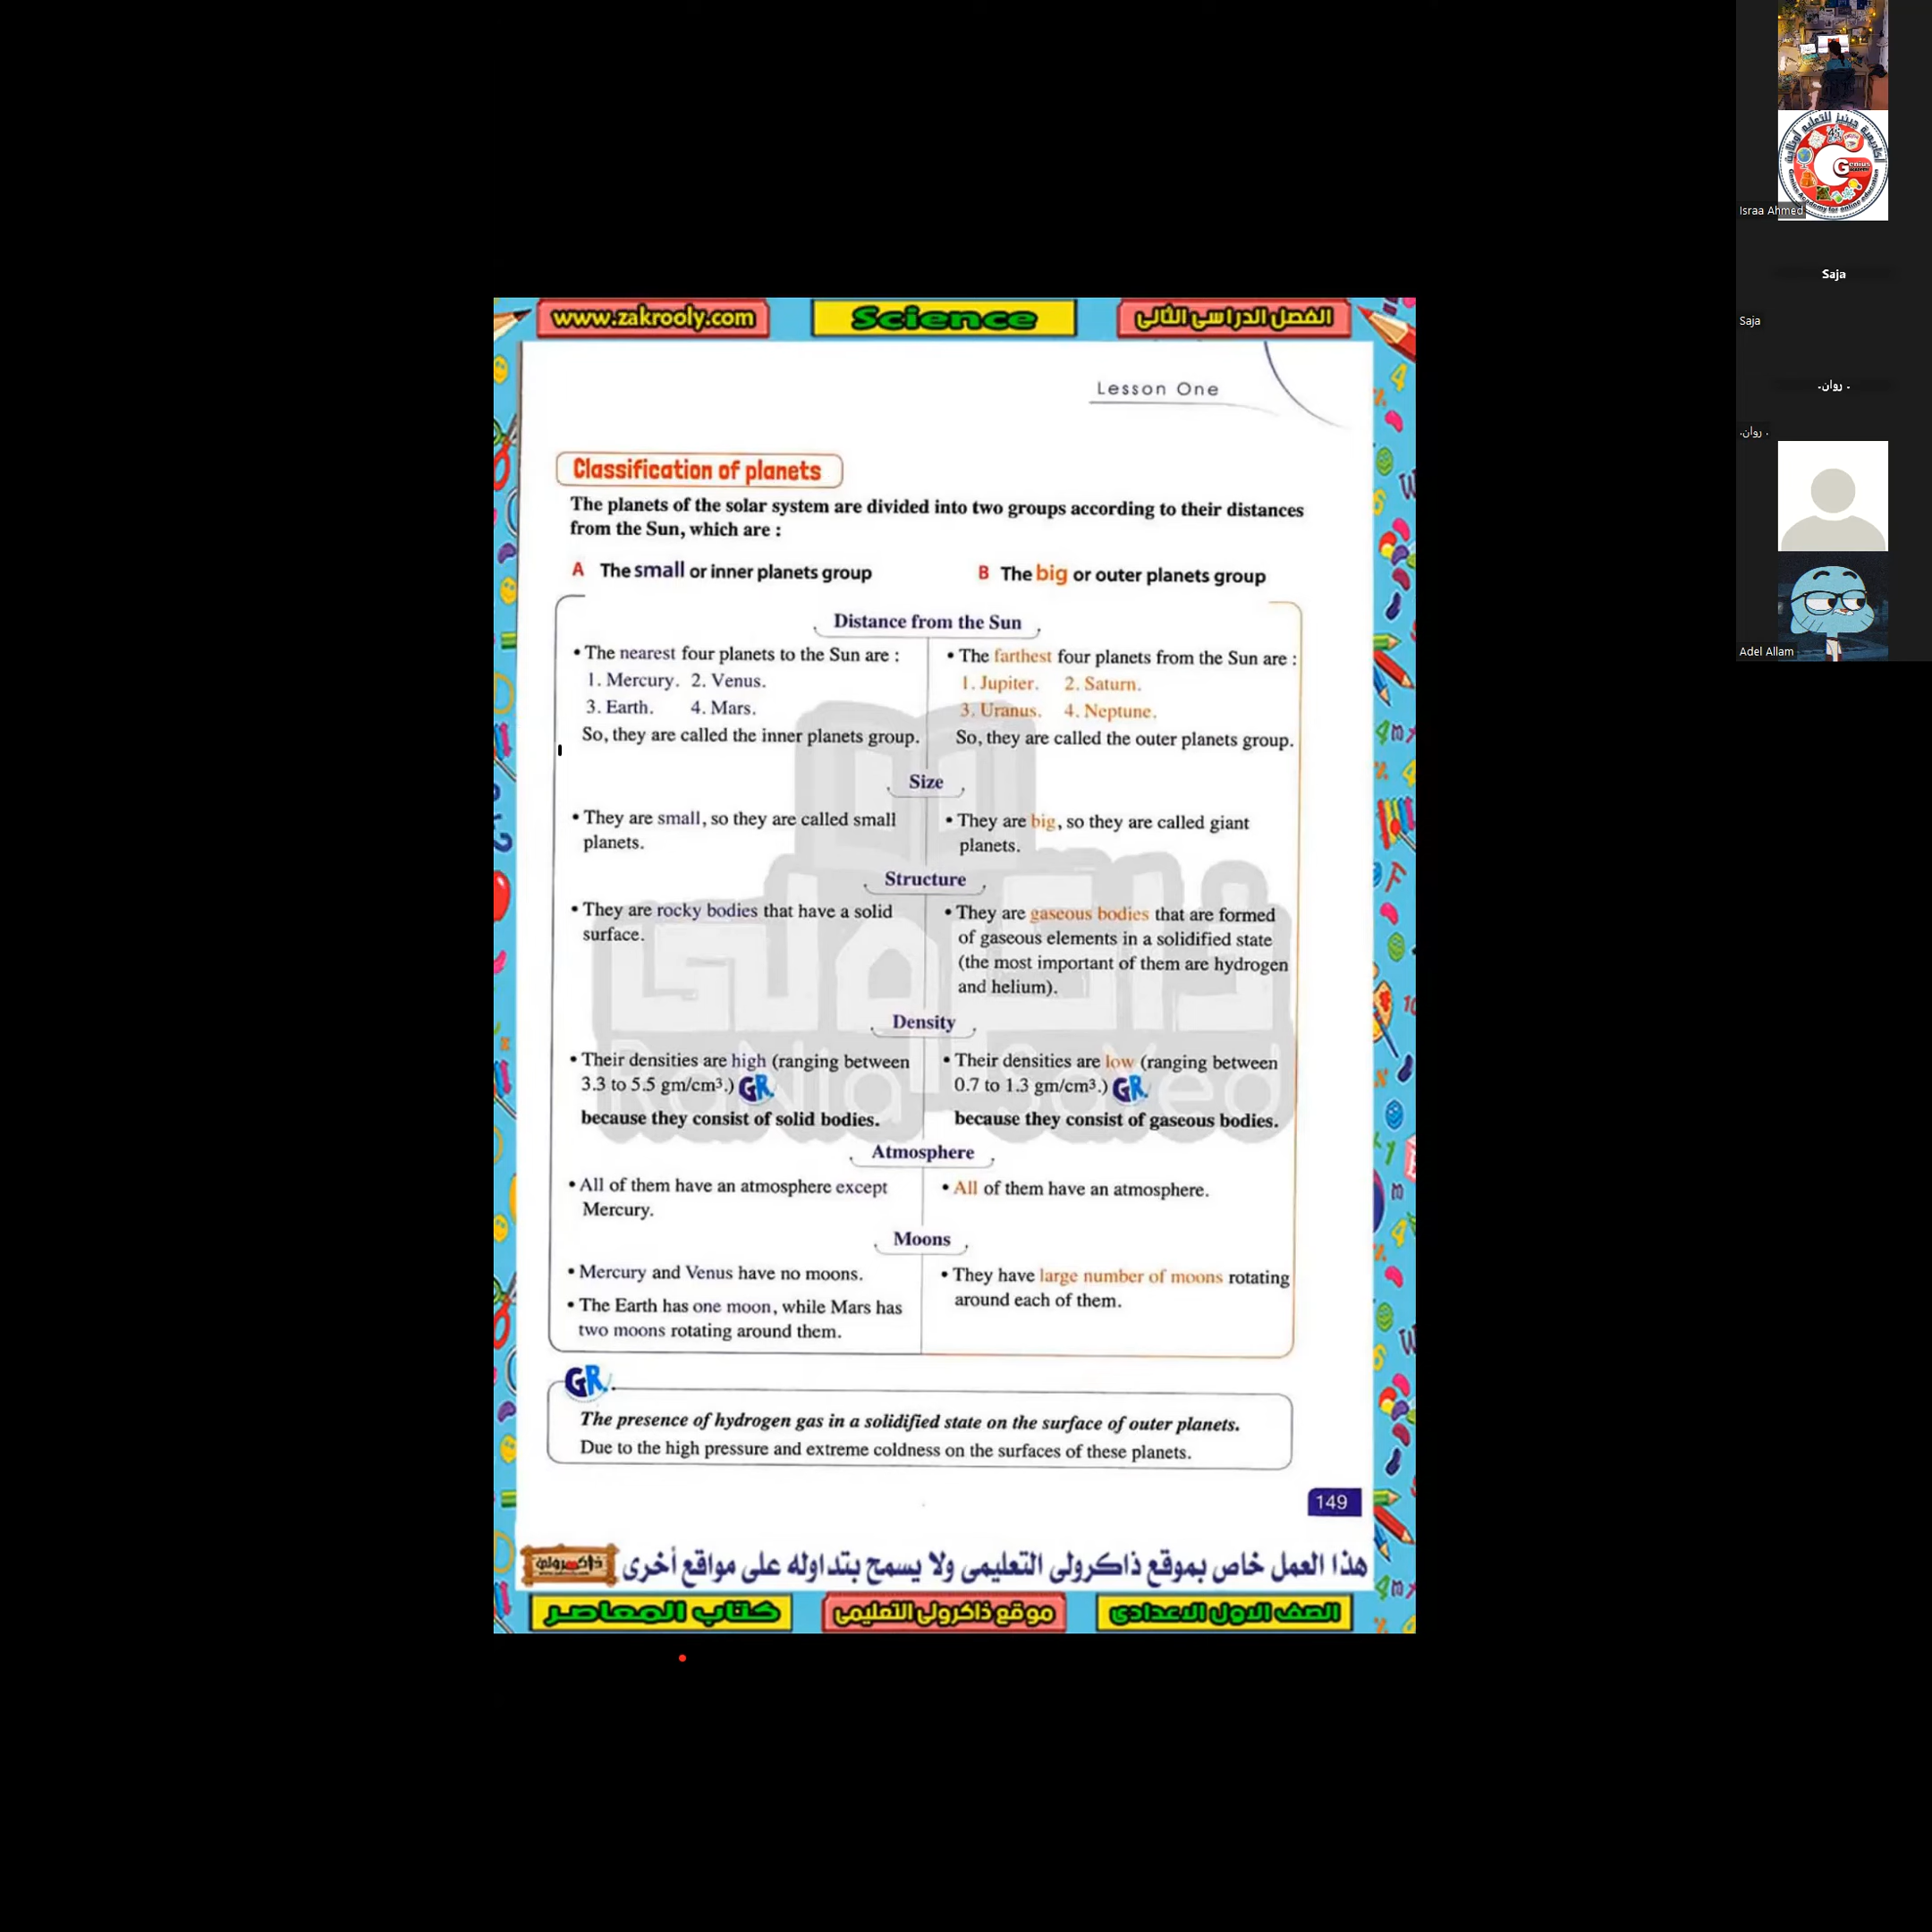 www.zakrooly.com
Science
الفصل الدراسى الثانى
Lesson One
Classification of planets
The planets of the solar system are divided into two groups according to their distances
from the Sun, which are :
A The small or inner planets group
B The big or outer planets group
Distance from the Sun
• The nearest four planets to the Sun are :
1. Mercury. 2. Venus.
3. Earth. 4. Mars.
So, they are called the inner planets group.
• The farthest four planets from the Sun are :
1. Jupiter. 2. Saturn.
3. Uranus. 4. Neptune.
So, they are called the outer planets group.
Size
• They are small, so they are called small
planets.
• They are big, so they are called giant
planets.
Structure
• They are rocky bodies that have a solid
surface.
• They are gaseous bodies that are formed
of gaseous elements in a solidified state
(the most important of them are hydrogen
and helium).
Density
• Their densities are high (ranging between
3.3 to 5.5 gm/cm³.) GR.
because they consist of solid bodies.
• Their densities are low (ranging between
0.7 to 1.3 gm/cm³.) GR.
because they consist of gaseous bodies.
Atmosphere
• All of them have an atmosphere except
Mercury.
• All of them have an atmosphere.
Moons
• Mercury and Venus have no moons.
• The Earth has one moon, while Mars has
two moons rotating around them.
• They have large number of moons rotating
around each of them.
GR.
The presence of hydrogen gas in a solidified state on the surface of outer planets.
Due to the high pressure and extreme coldness on the surfaces of these planets.
149
ذاكرولى
RaNia Sayed
هذا العمل خاص بموقع ذاكرولى التعليمى ولا يسمح بتداوله على مواقع أخرى
ذاكرولى
كتاب المعاصر
موقع ذاكرولى التعليمى
الصف الاول الاعدادى
أكاديمية جينيز للتعليم أونلاين
Genius
Genius Academy for online education
Israa Ahmed
Saja
Saja
روان.
روان.
Adel Allam